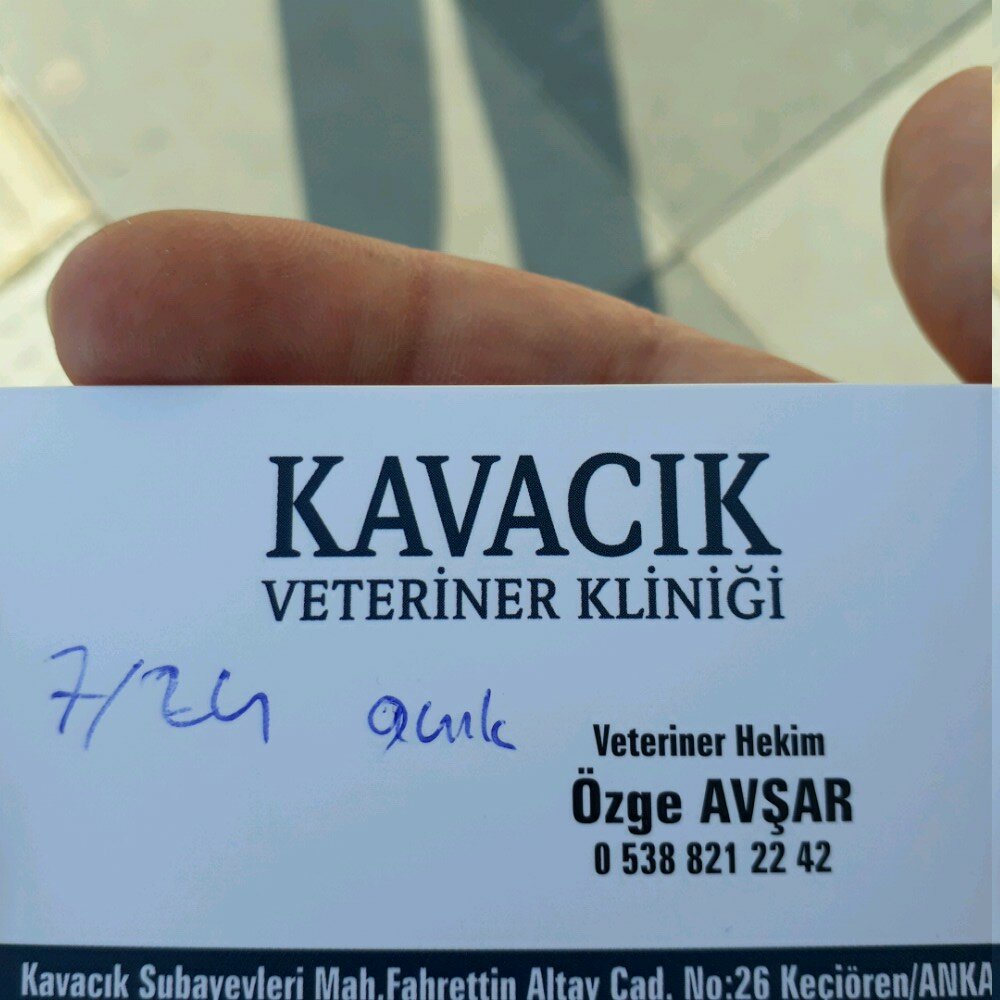 KAVACIK
VETERİNER KLİNİĞİ
7/24 açık
Veteriner Hekim
Özge AVŞAR
0 538 821 22 42
Kavacık Subayevleri Mah.Fahrettin Altay Cad. No:26 Keçiören/ANKA